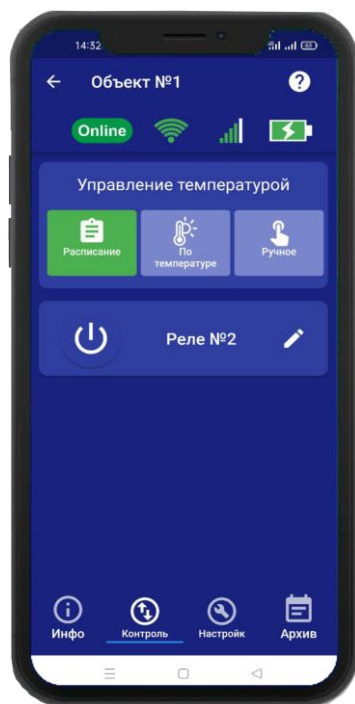 14:32
Объект №1
?
Online
Управление температурой
Расписание
По
температуре
Ручное
Реле №2
Инфо
Контроль
Настройк
Архив